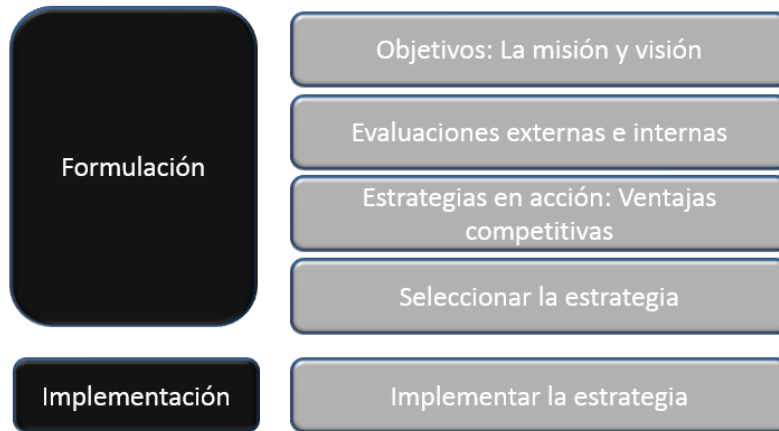 Formulación
Objetivos: La misión y visión
Evaluaciones externas e internas
Estrategias en acción: Ventajas
competitivas
Seleccionar la estrategia
Implementación
Implementar la estrategia